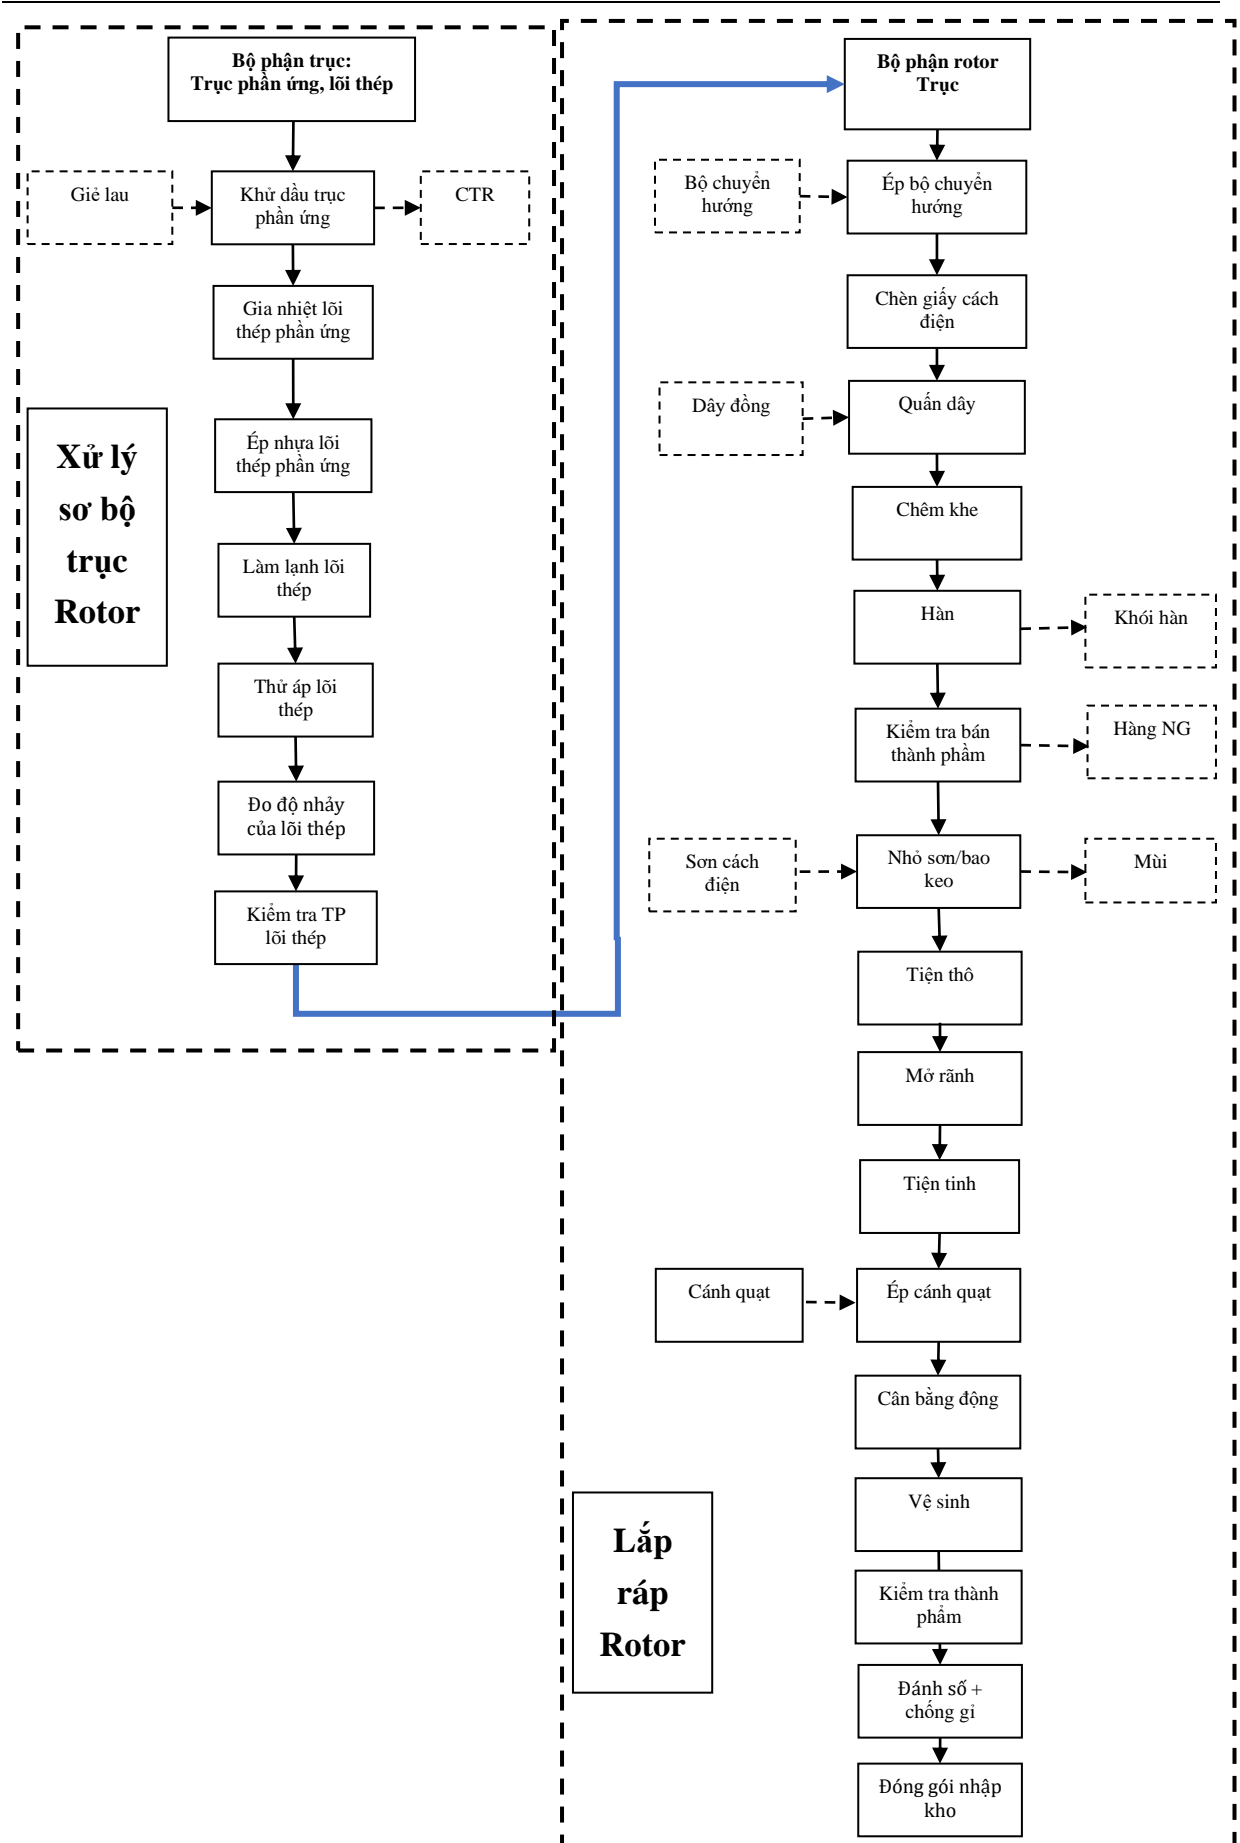 Bộ phận trục:
Trục phần ứng, lõi thép
Giẻ lau
Khử dầu trục
phần ứng
CTR
Gia nhiệt lõi
thép phần ứng
Ép nhựa lõi
thép phần ứng
Xử lý
sơ bộ
trục
Rotor
Làm lạnh lõi
thép
Thử áp lõi
thép
Đo độ nhảy
của lõi thép
Kiểm tra TP
lõi thép
Bộ phận rotor
Trục
Bộ chuyển
hướng
Ép bộ chuyển
hướng
Chèn giấy cách
điện
Dây đồng
Quấn dây
Chêm khe
Hàn
Khói hàn
Kiểm tra bán
thành phầm
Hàng NG
Sơn cách
điện
Nhỏ sơn/bao
keo
Mùi
Tiện thô
Mở rãnh
Tiện tinh
Cánh quạt
Ép cánh quạt
Cân bằng động
Vệ sinh
Lắp
ráp
Rotor
Kiểm tra thành
phẩm
Đánh số +
chống gỉ
Đóng gói nhập
kho